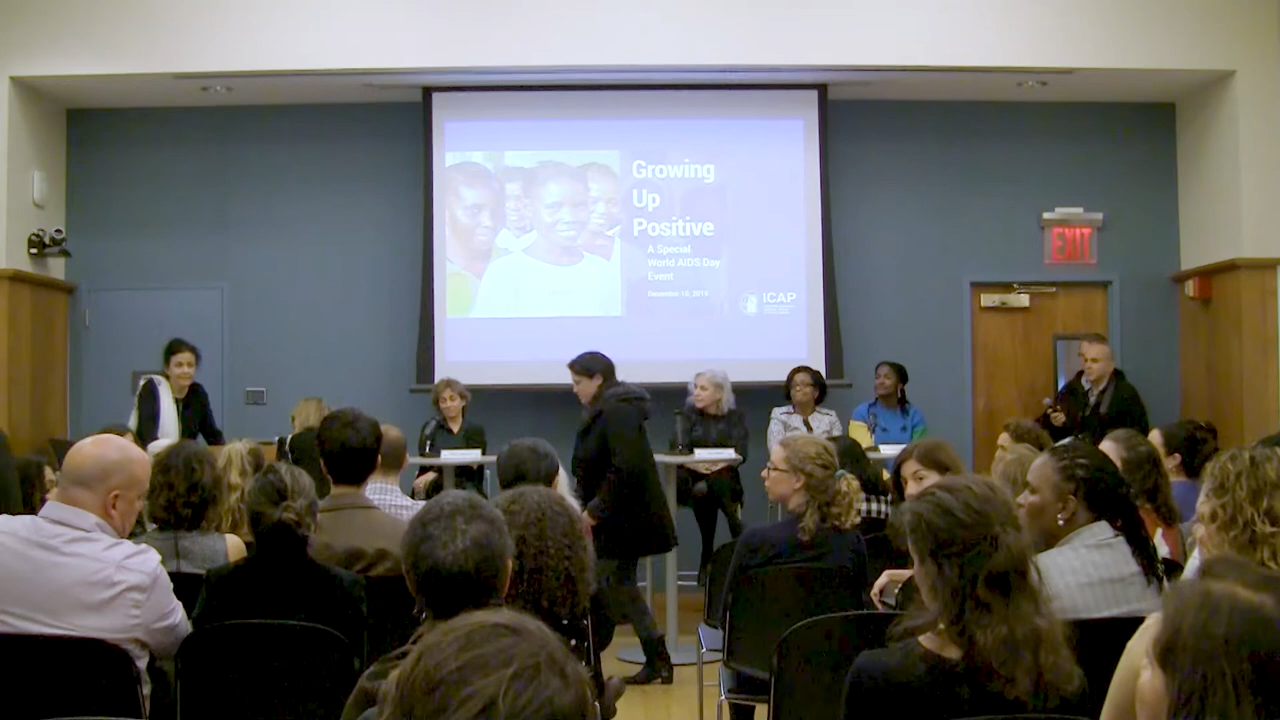 Growing
Up
Positive
A Special
World AIDS Day
Event
ICAP
EXIT